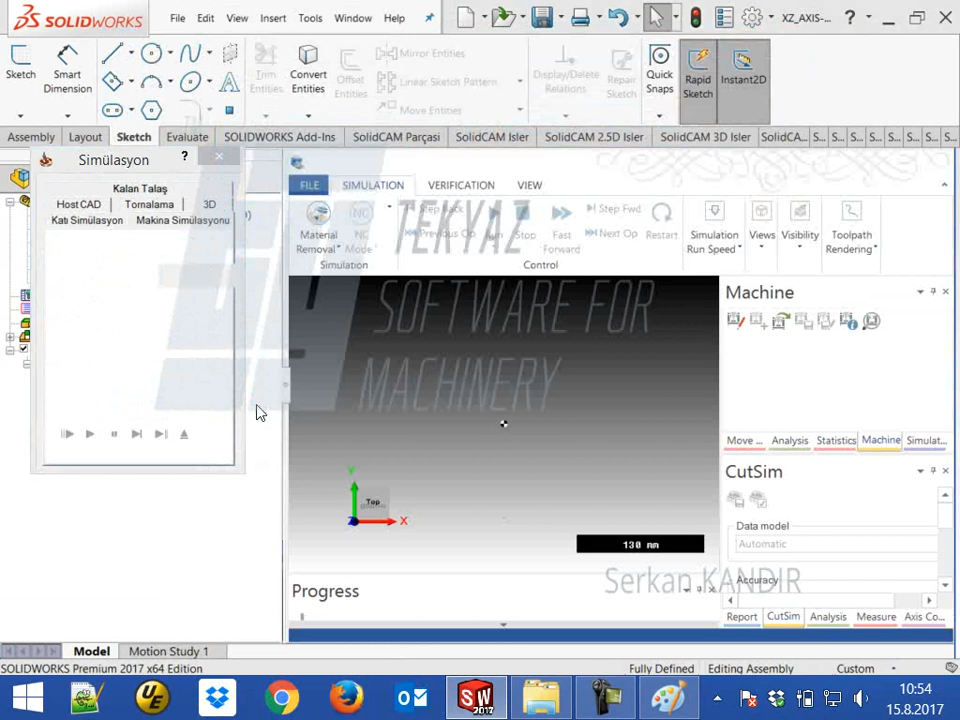 SOLIDWORKS File Edit View Insert Tools Window Help XZ_AXIS-... ?
Sketch Smart Dimension Trim Entities Convert Entities Offset Entities Mirror Entities Linear Sketch Pattern Move Entities Display/Delete Relations Repair Sketch Quick Snaps Rapid Sketch Instant2D
Assembly Layout Sketch Evaluate SOLIDWORKS Add-Ins SolidCAM Parçası SolidCAM Isler SolidCAM 2.5D Isler SolidCAM 3D Isler SolidCA... S... S... S... S... S...
Simülasyon ?
Kalan Talaş
HostCAD Tornalama 3D
Katı Simülasyon Makina Simülasyonu
FILE SIMULATION VERIFICATION VIEW
Material Removal NC Mode Step Back Previous Op Run Stop Fast Forward Step Fwd Next Op Restart Simulation Run Speed Views Visibility Toolpath Rendering
Simulation Control
TEKYAZ
SOFTWARE FOR
MACHINERY
Machine
Move ... Analysis Statistics Machine Simulat...
CutSim
Data model
Automatic
Accuracy
Y
Top
Z X
130 mm
Serkan KANDIR
Progress
Report CutSim Analysis Measure Axis Co...
Model Motion Study 1
SOLIDWORKS Premium 2017 x64 Edition Fully Defined Editing Assembly Custom
SW 2017
10:54
15.8.2017